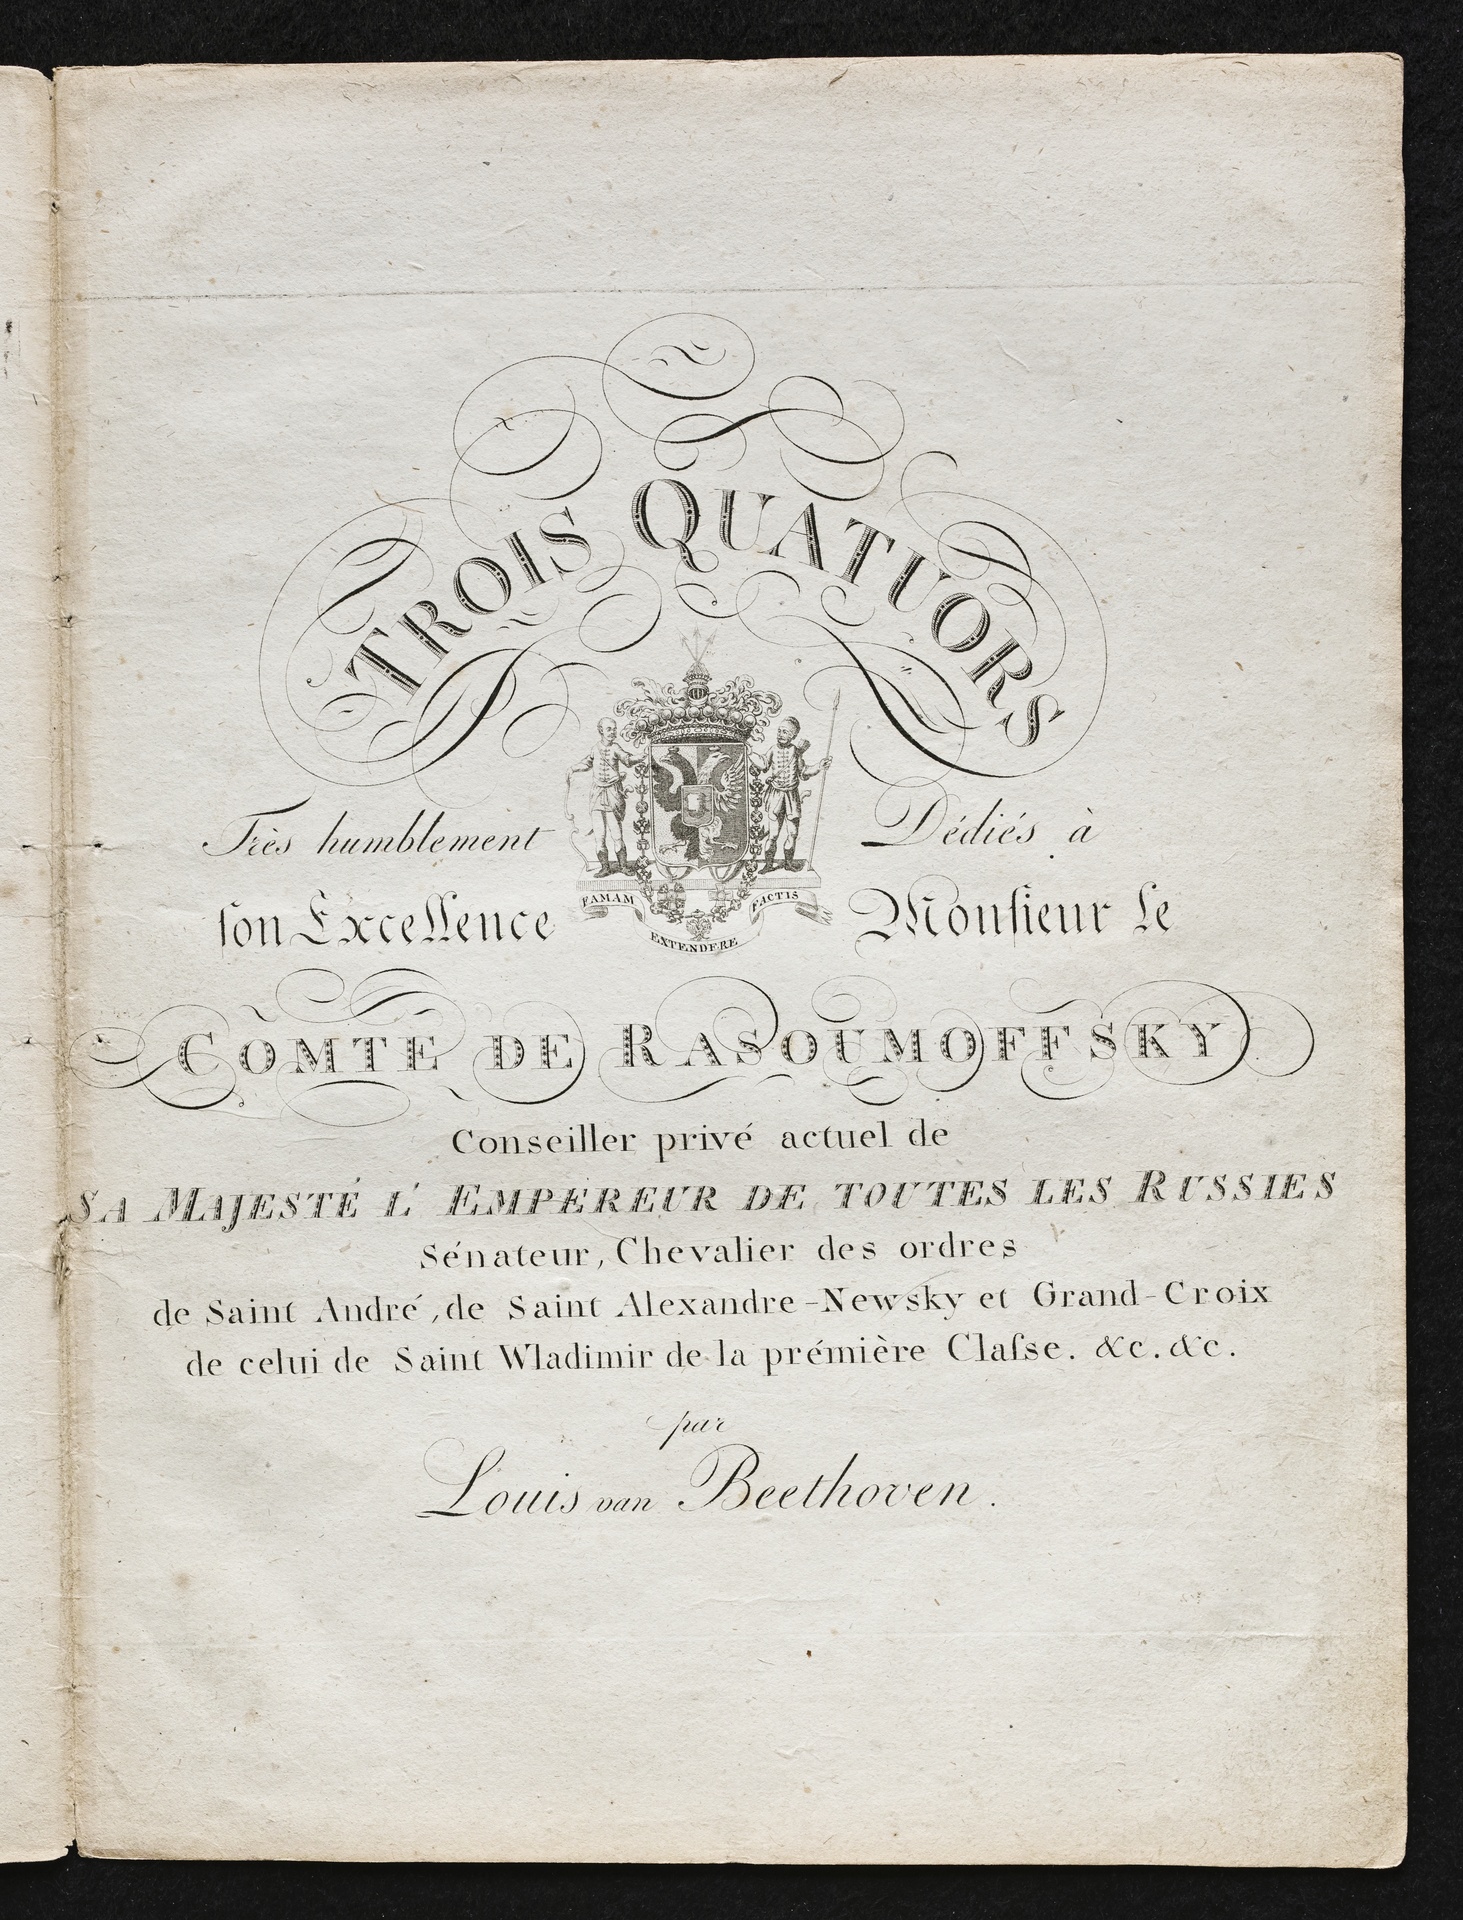 TROIS QUATUORS
Très humblement Dédiés à
ſon Excellence Monſieur le
FAMAM EXTENDERE FACTIS
COMTE DE RASOUMOFFSKY
Conseiller privé actuel de
SA MAJESTÉ L'EMPEREUR DE TOUTES LES RUSSIES
Sénateur, Chevalier des ordres
de Saint André, de Saint Alexandre-Newsky et Grand-Croix
de celui de Saint Wladimir de la prémière Claſse. &c. &c.
par
Louis van Beethoven.